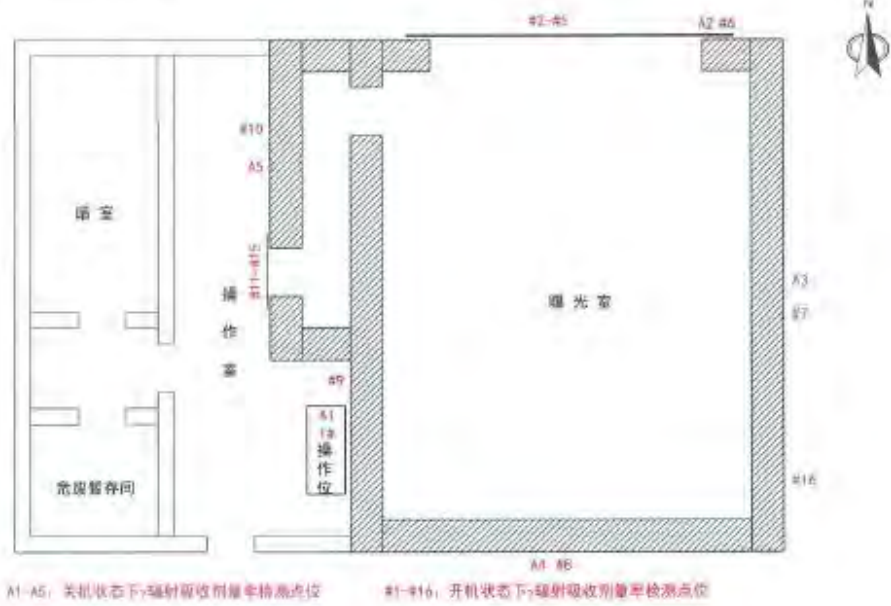 N
#2-#5
A2 #6
#10
A5
暗 室
#11-#15
操
作
室
曝 光 室
A3
#7
#9
A1
1#
操
作
位
#16
危废暂存间
A4 #8
A1-A5：关机状态下γ辐射吸收剂量率检测点位
#1-#16：开机状态下γ辐射吸收剂量率检测点位